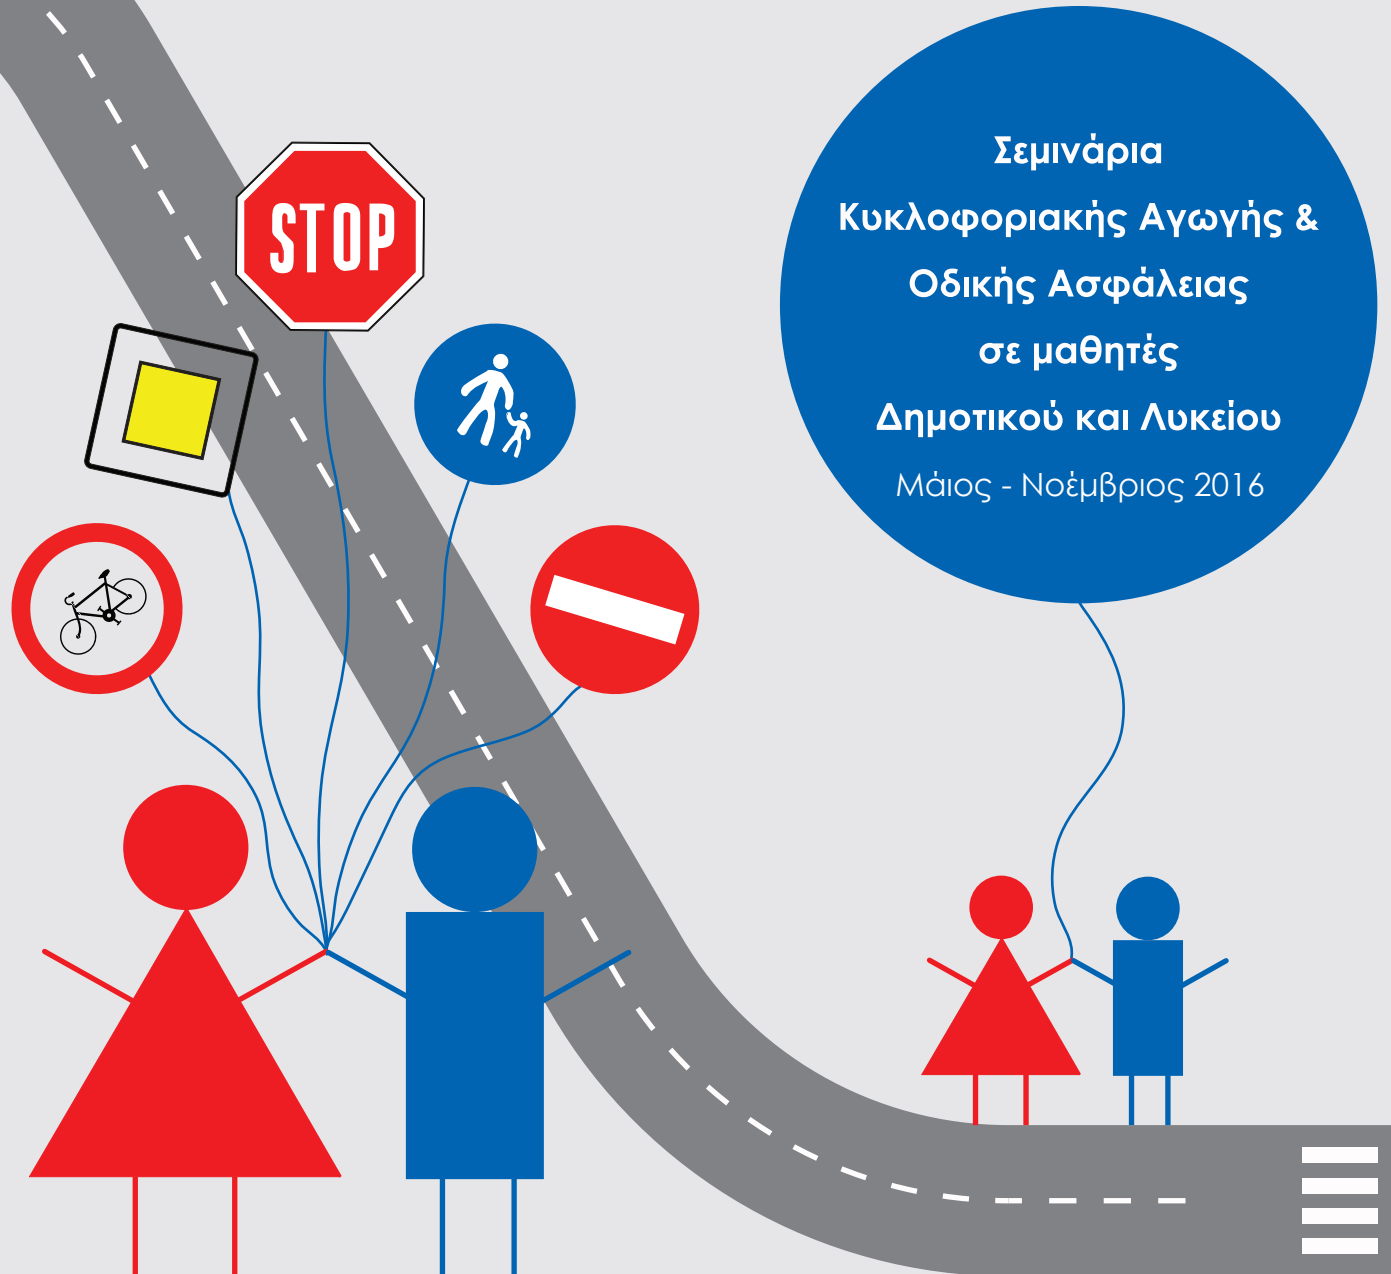 STOP
Σεμινάρια
Κυκλοφοριακής Αγωγής &
Οδικής Ασφάλειας
σε μαθητές
Δημοτικού και Λυκείου
Μάιος - Νοέμβριος 2016